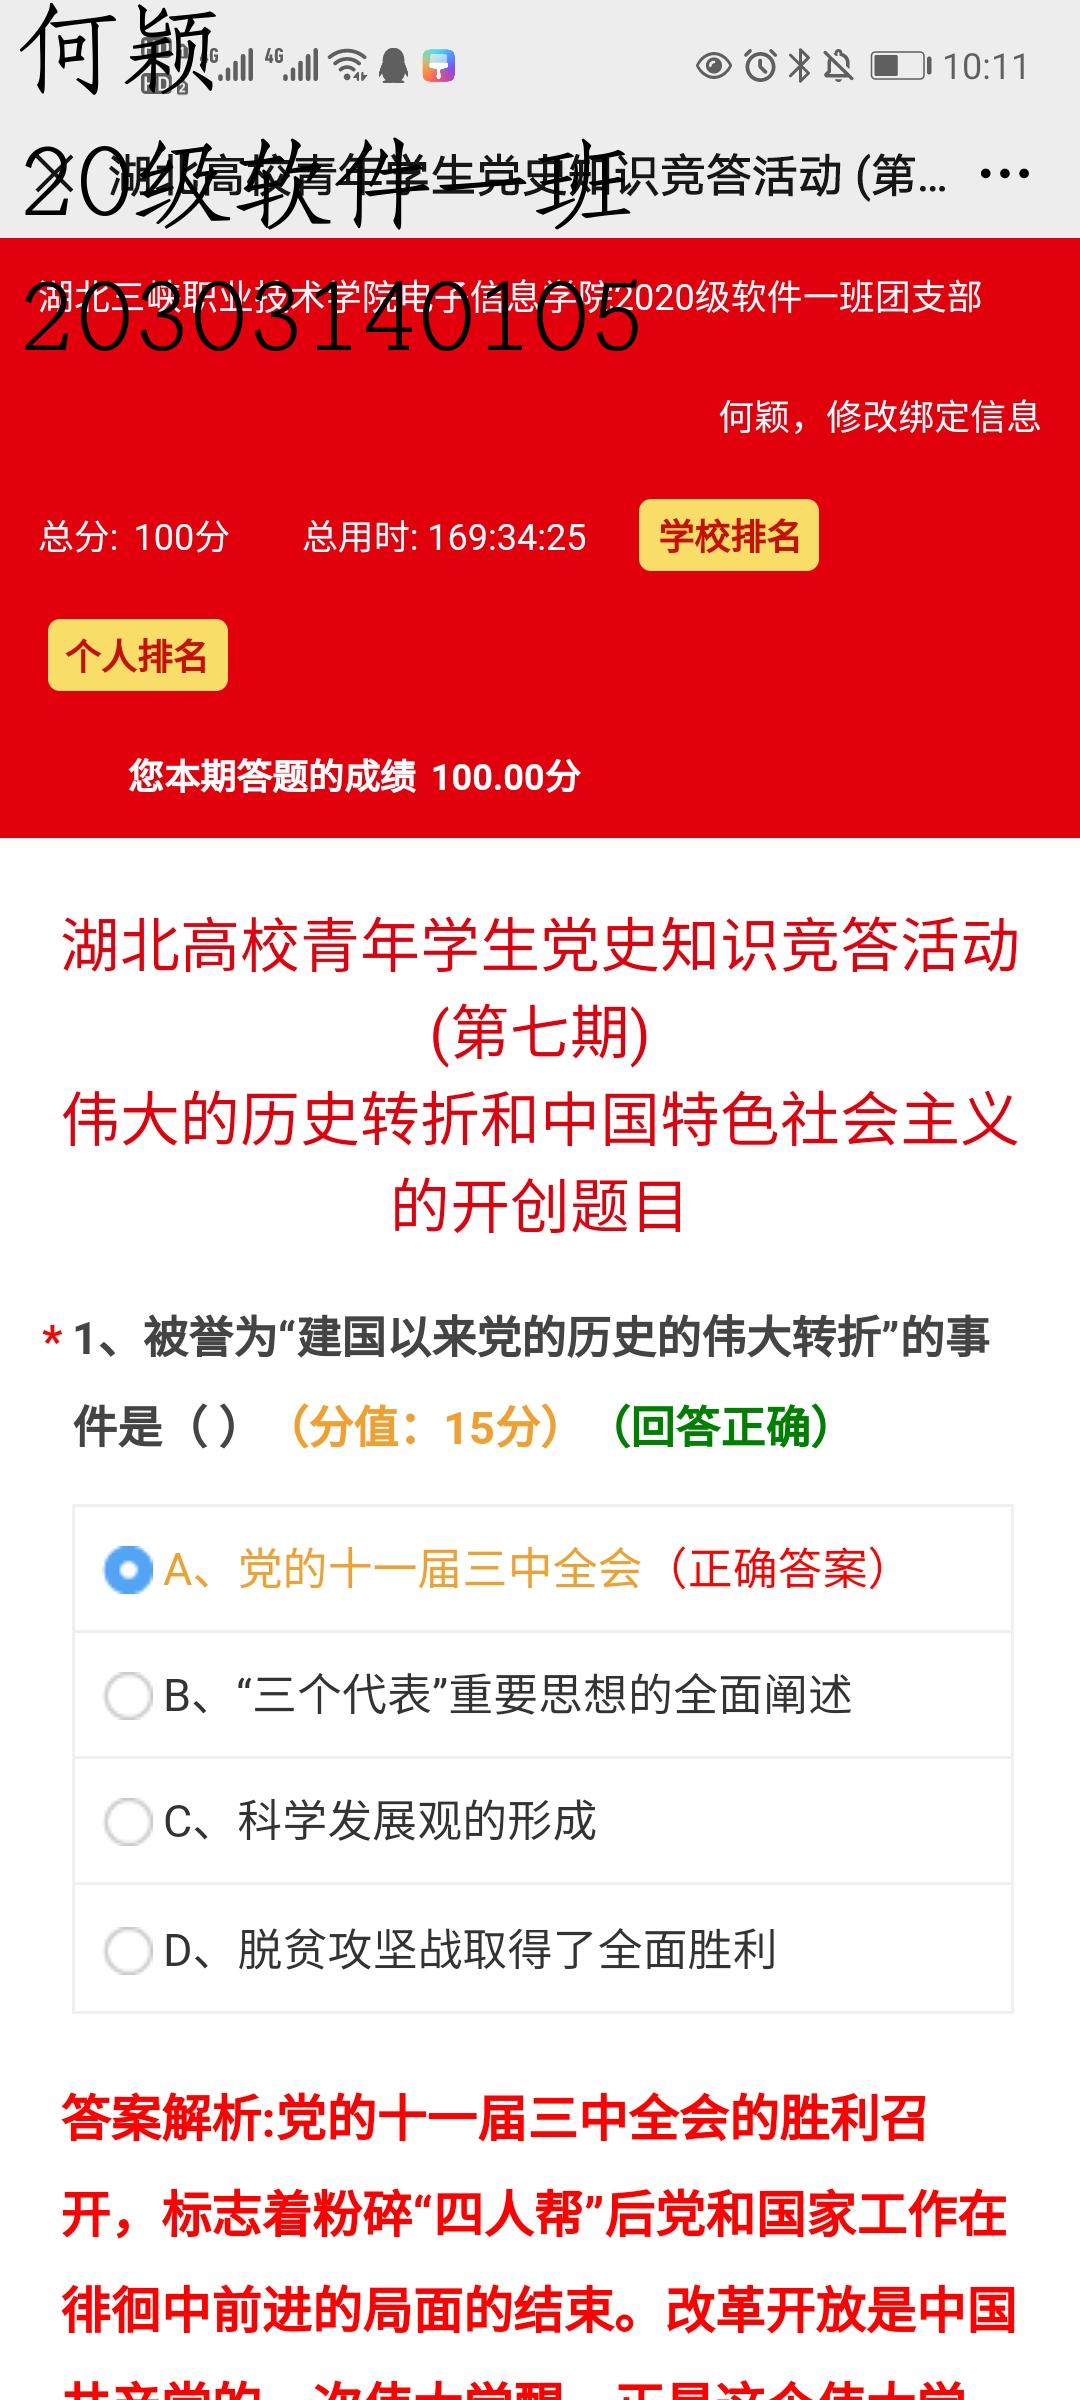 何颖
4G 4G 10:11
20级软件一班
湖北高校青年学生党史知识竞答活动 (第...
湖北三峡职业技术学院电子信息学院2020级软件一班团支部
20303140105
何颖，修改绑定信息
总分: 100分 总用时: 169:34:25 学校排名
个人排名
您本期答题的成绩 100.00分
湖北高校青年学生党史知识竞答活动
(第七期)
伟大的历史转折和中国特色社会主义
的开创题目
* 1、被誉为“建国以来党的历史的伟大转折”的事
件是（ ）（分值：15分）（回答正确）
A、党的十一届三中全会（正确答案）
B、“三个代表”重要思想的全面阐述
C、科学发展观的形成
D、脱贫攻坚战取得了全面胜利
答案解析:党的十一届三中全会的胜利召
开，标志着粉碎“四人帮”后党和国家工作在
徘徊中前进的局面的结束。改革开放是中国